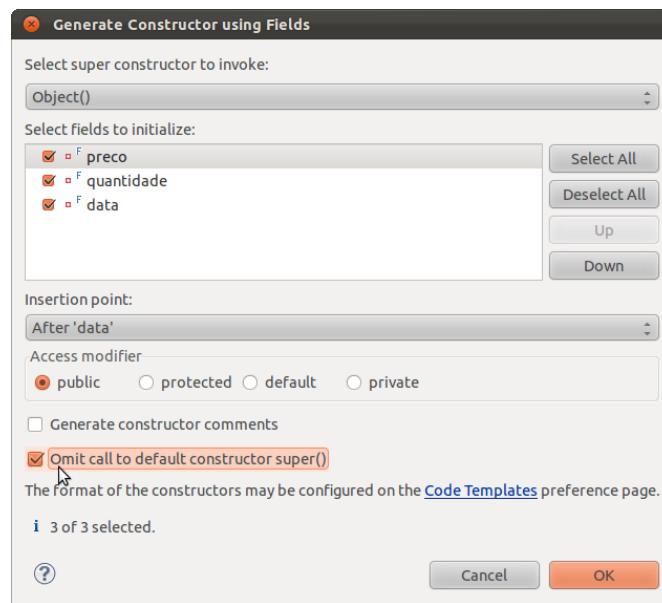 Generate Constructor using Fields
Select super constructor to invoke:
Object()
Select fields to initialize:
F preco
F quantidade
F data
Select All
Deselect All
Up
Down
Insertion point:
After 'data'
Access modifier
public protected default private
Generate constructor comments
Omit call to default constructor super()
The format of the constructors may be configured on the Code Templates preference page.
i 3 of 3 selected.
?
Cancel OK